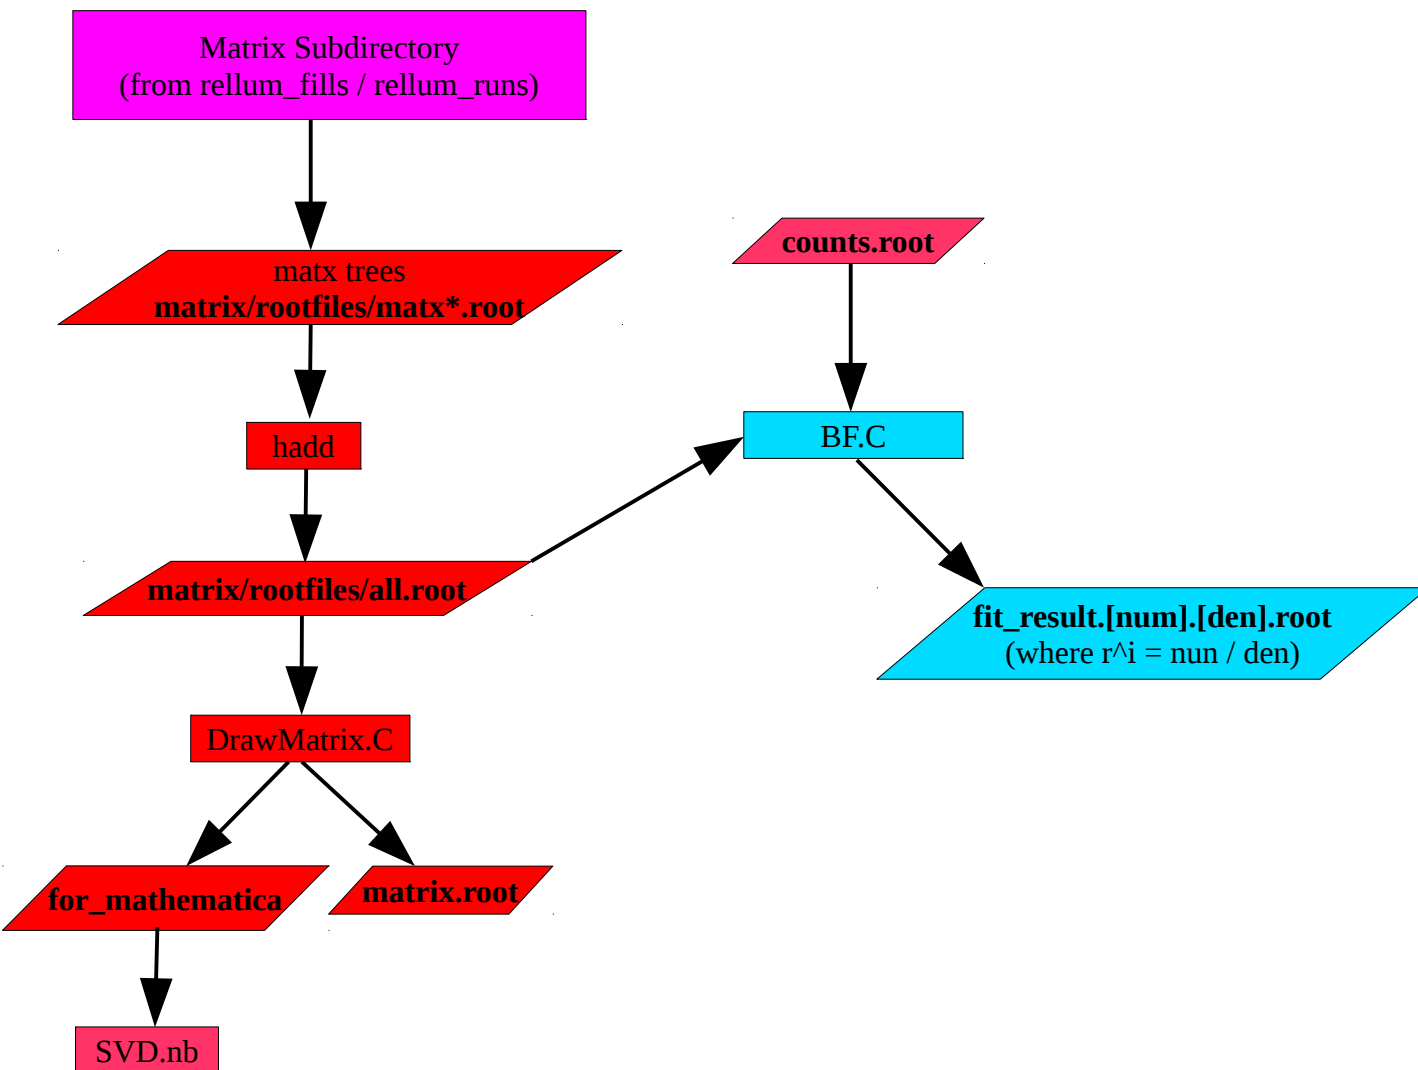 Matrix Subdirectory
(from rellum_fills / rellum_runs)
matx trees
matrix/rootfiles/matx*.root
counts.root
hadd
BF.C
matrix/rootfiles/all.root
fit_result.[num].[den].root
(where r^i = nun / den)
DrawMatrix.C
for_mathematica
matrix.root
SVD.nb